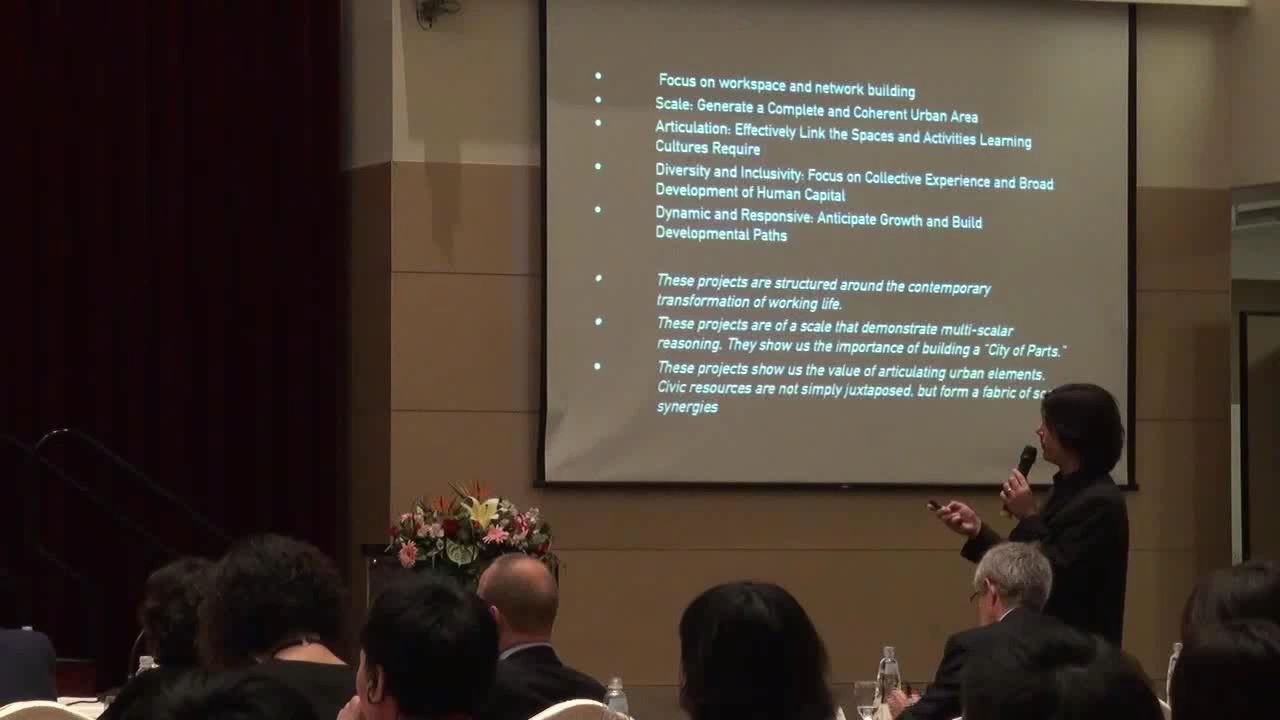 • Focus on workspace and network building
• Scale: Generate a Complete and Coherent Urban Area
• Articulation: Effectively Link the Spaces and Activities Learning
Cultures Require
• Diversity and Inclusivity: Focus on Collective Experience and Broad
Development of Human Capital
• Dynamic and Responsive: Anticipate Growth and Build
Developmental Paths
• These projects are structured around the contemporary
transformation of working life.
• These projects are of a scale that demonstrate multi-scalar
reasoning. They show us the importance of building a “City of Parts.”
• These projects show us the value of articulating urban elements.
Civic resources are not simply juxtaposed, but form a fabric of
synergies